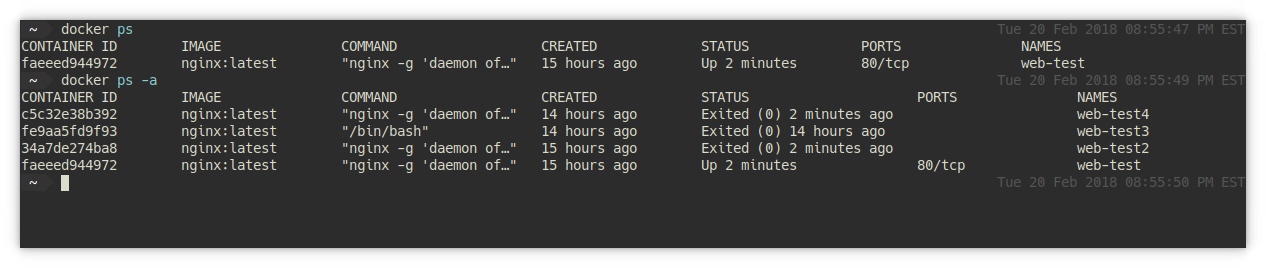 ~ docker ps Tue 20 Feb 2018 08:55:47 PM EST
CONTAINER ID IMAGE COMMAND CREATED STATUS PORTS NAMES
faeeed944972 nginx:latest "nginx -g 'daemon of…" 15 hours ago Up 2 minutes 80/tcp web-test
~ docker ps -a Tue 20 Feb 2018 08:55:49 PM EST
CONTAINER ID IMAGE COMMAND CREATED STATUS PORTS NAMES
c5c32e38b392 nginx:latest "nginx -g 'daemon of…" 14 hours ago Exited (0) 2 minutes ago web-test4
fe9aa5fd9f93 nginx:latest "/bin/bash" 14 hours ago Exited (0) 14 hours ago web-test3
34a7de274ba8 nginx:latest "nginx -g 'daemon of…" 15 hours ago Exited (0) 2 minutes ago web-test2
faeeed944972 nginx:latest "nginx -g 'daemon of…" 15 hours ago Up 2 minutes 80/tcp web-test
~ Tue 20 Feb 2018 08:55:50 PM EST